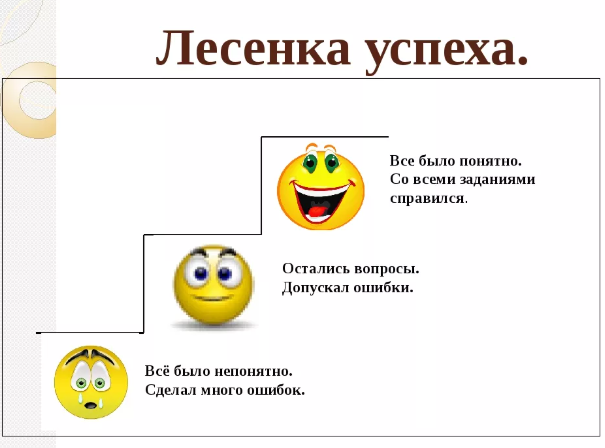 Лесенка успеха.
Все было понятно.
Со всеми заданиями
справился.
Остались вопросы.
Допускал ошибки.
Всё было непонятно.
Сделал много ошибок.